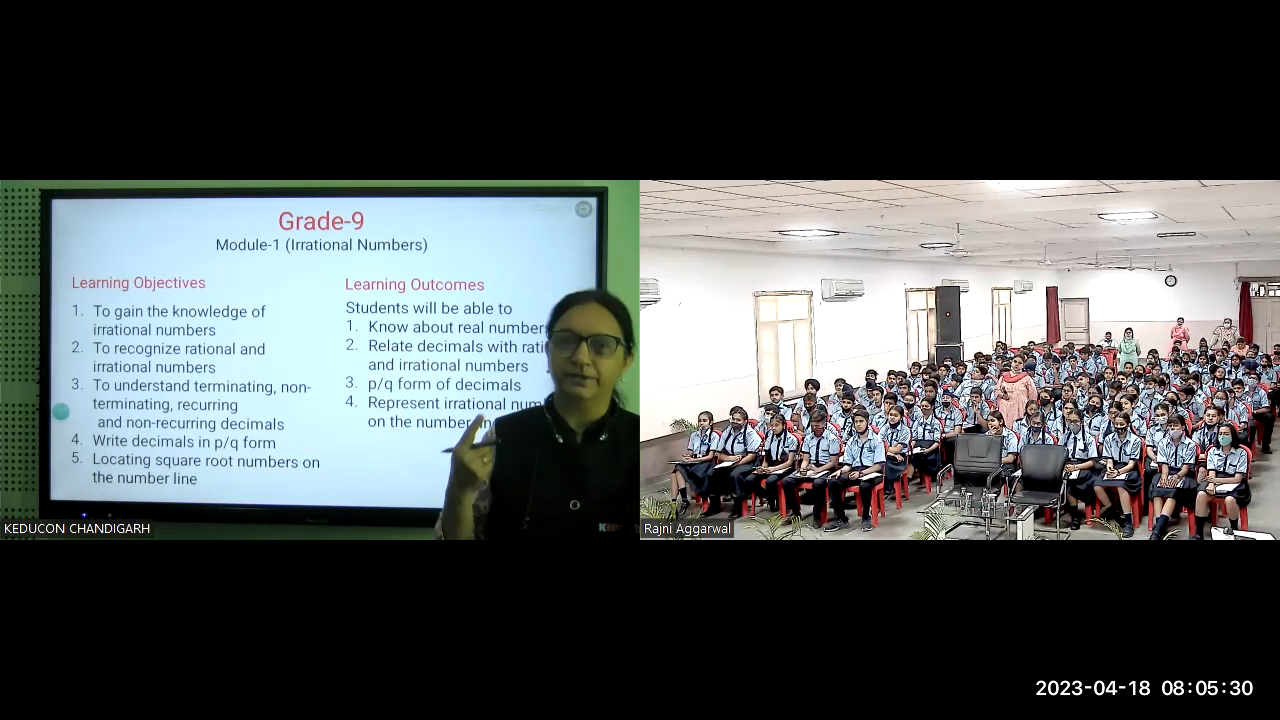 Grade-9
Module-1 (Irrational Numbers)
Learning Objectives
1. To gain the knowledge of
irrational numbers
2. To recognize rational and
irrational numbers
3. To understand terminating, non-
terminating, recurring
and non-recurring decimals
4. Write decimals in p/q form
5. Locating square root numbers on
the number line
Learning Outcomes
Students will be able to
1. Know about real number
2. Relate decimals with rati
and irrational numbers
3. p/q form of decimals
4. Represent irrational num
on the number
KEDUCON CHANDIGARH
Rajni Aggarwal
2023-04-18 08:05:30